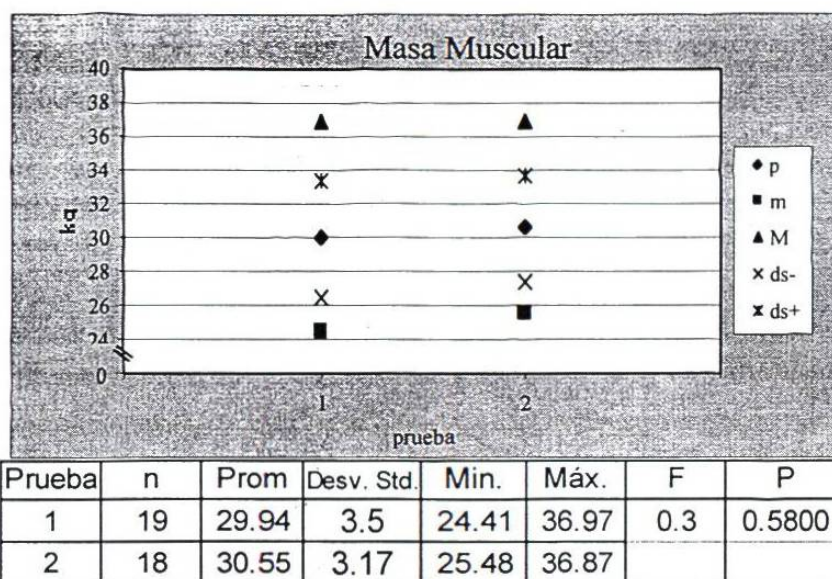 Masa Muscular
40
38
36
34
32
30
28
26
24
0
kg
1 2
prueba
p
m
M
ds-
ds+
Prueba n Prom Desv. Std. Min. Máx. F P
1 19 29.94 3.5 24.41 36.97 0.3 0.5800
2 18 30.55 3.17 25.48 36.87